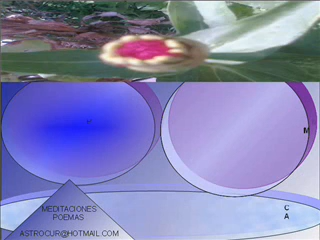 M
MEDITACIONES
POEMAS
C
A
ASTROCUR@HOTMAIL.COM